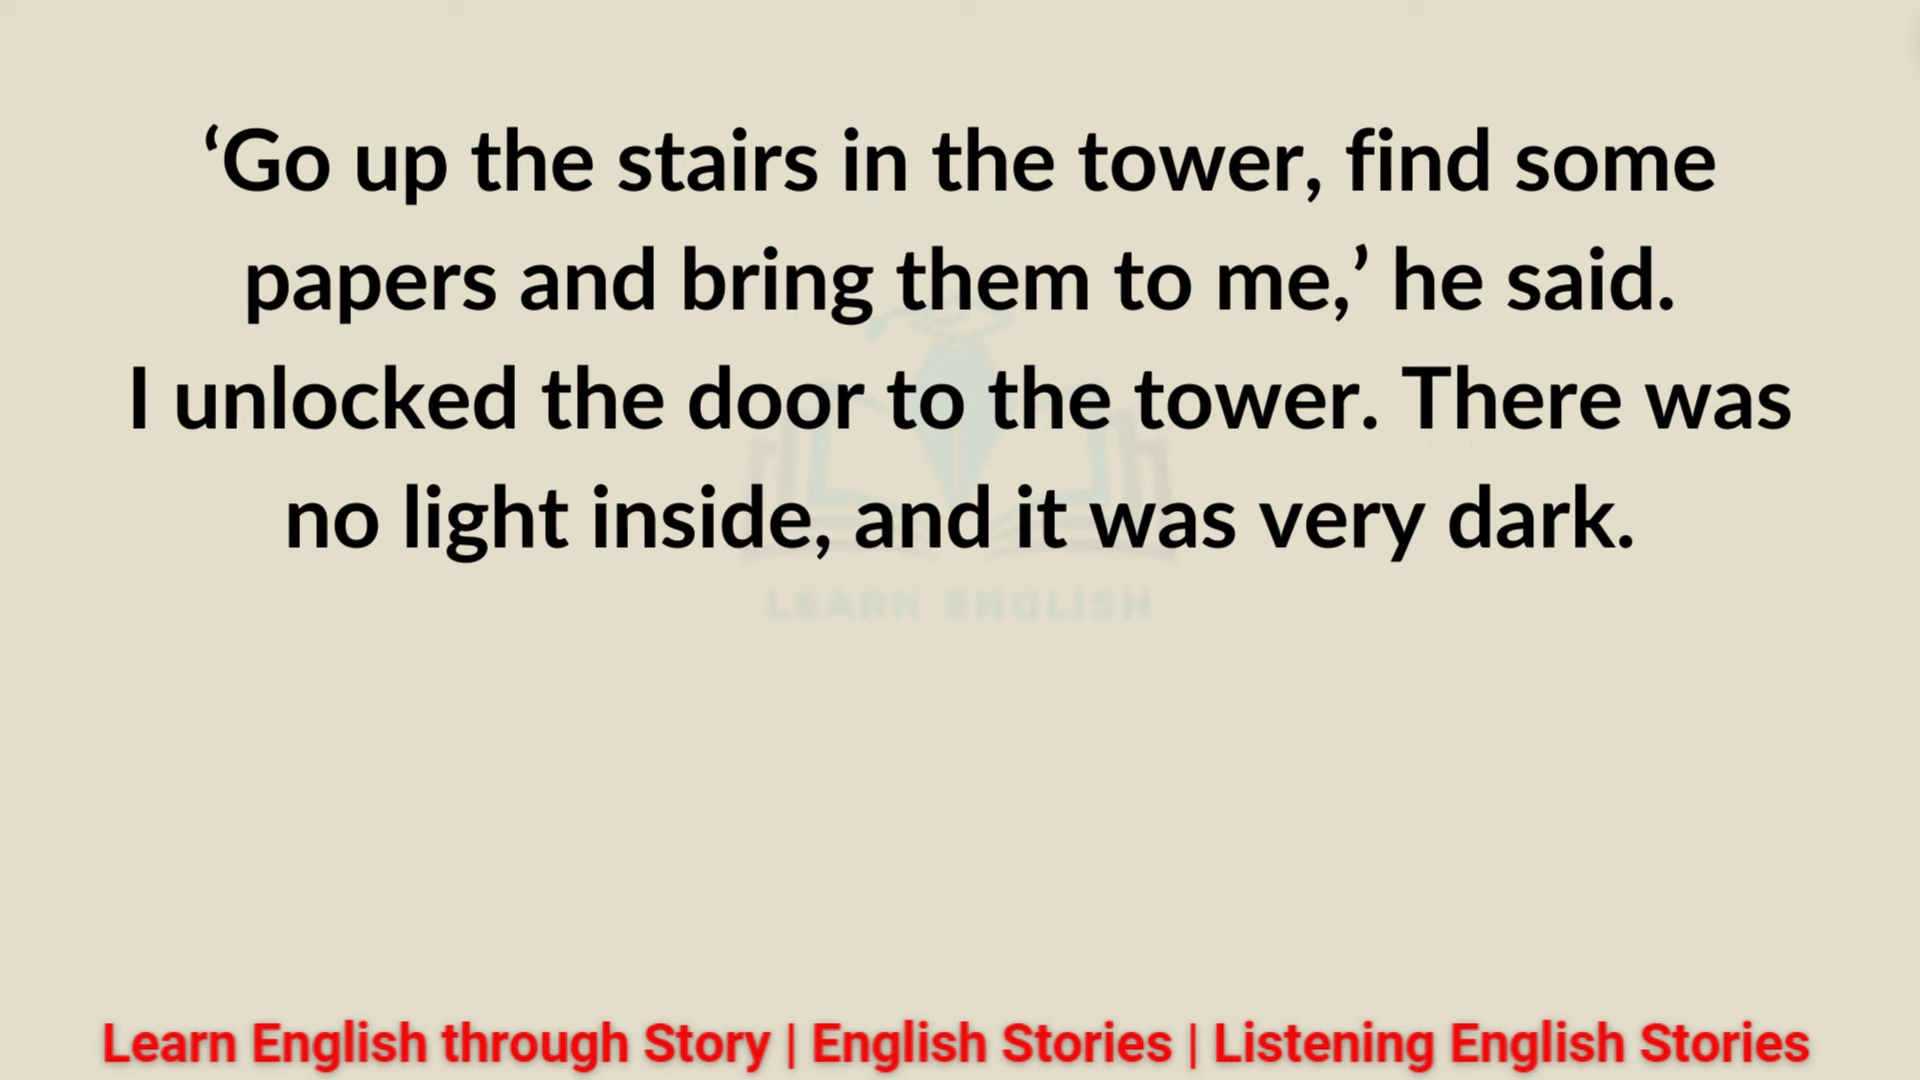 ‘Go up the stairs in the tower, find some
papers and bring them to me,’ he said.
I unlocked the door to the tower. There was
no light inside, and it was very dark.
LEARN ENGLISH
Learn English through Story | English Stories | Listening English Stories